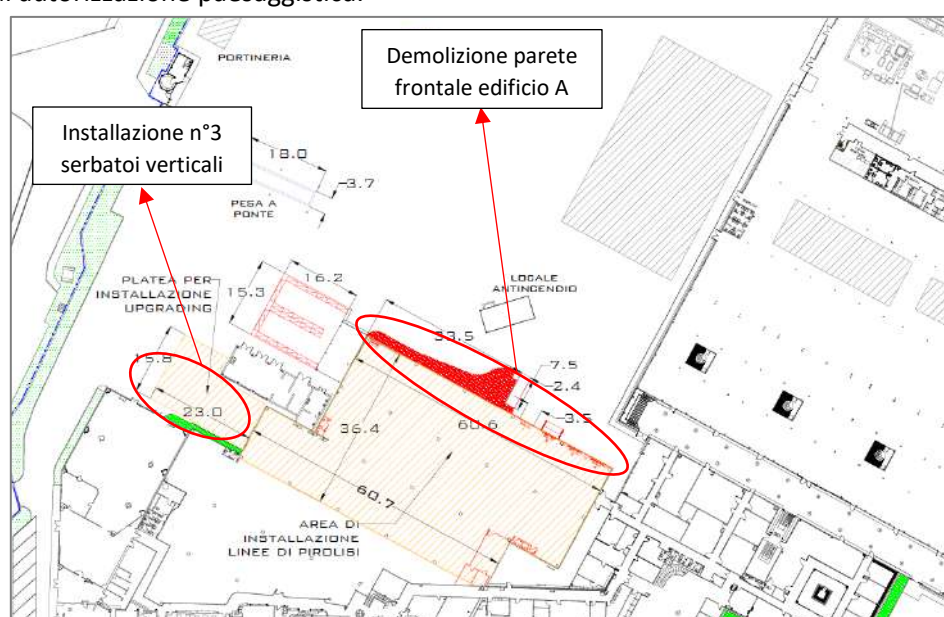 di autorizzazione paesaggistica.
PORTINERIA
Demolizione parete
frontale edificio A
Installazione n°3
serbatoi verticali
18.0
3.7
PESA A
PONTE
PLATEA PER
INSTALLAZIONE
UPGRADING
16.2
15.3
LOCALE
ANTINCENDIO
33.5
7.5
2.4
3.5
15.8
23.0
36.4
60.6
60.7
AREA DI
INSTALLAZIONE
LINEE DI PIROLISI